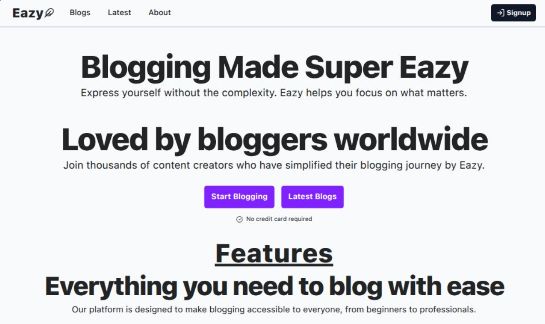 Eazy
Blogs
Latest
About
Signup
Blogging Made Super Eazy
Express yourself without the complexity. Eazy helps you focus on what matters.
Loved by bloggers worldwide
Join thousands of content creators who have simplified their blogging journey by Eazy.
Start Blogging
Latest Blogs
No credit card required
Features
Everything you need to blog with ease
Our platform is designed to make blogging accessible to everyone, from beginners to professionals.